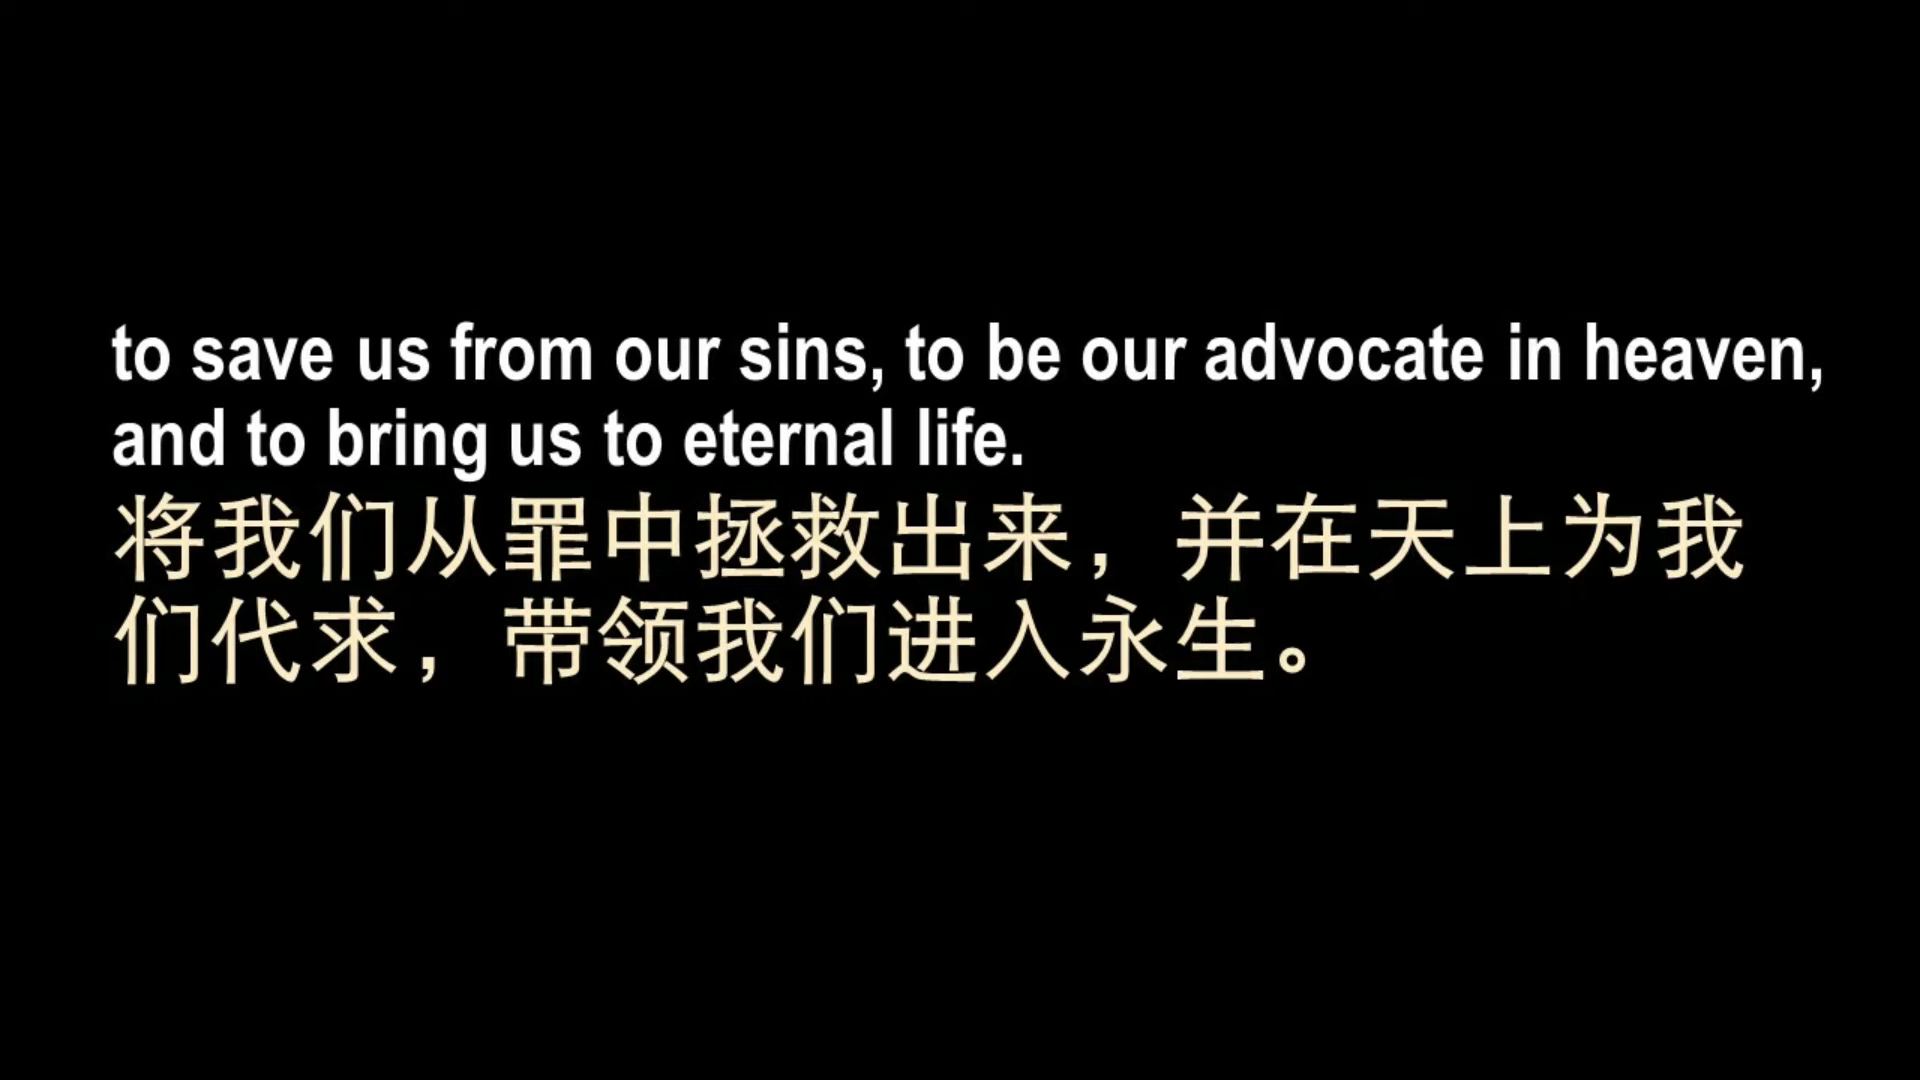 to save us from our sins, to be our advocate in heaven,
and to bring us to eternal life.
将我们从罪中拯救出来，并在天上为我
们代求，带领我们进入永生。